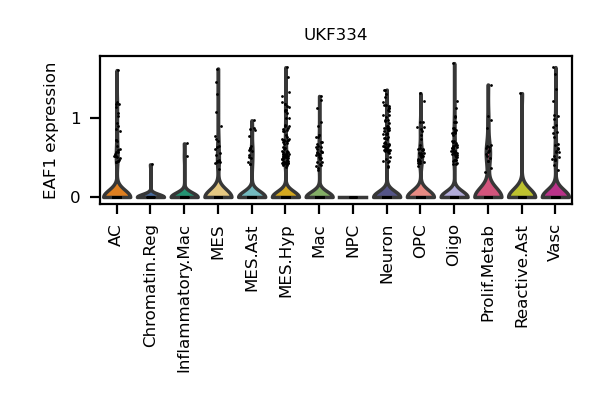 UKF334
EAF1 expression
1
0
AC
Chromatin.Reg
Inflammatory.Mac
MES
MES.Ast
MES.Hyp
Mac
NPC
Neuron
OPC
Oligo
Prolif.Metab
Reactive.Ast
Vasc